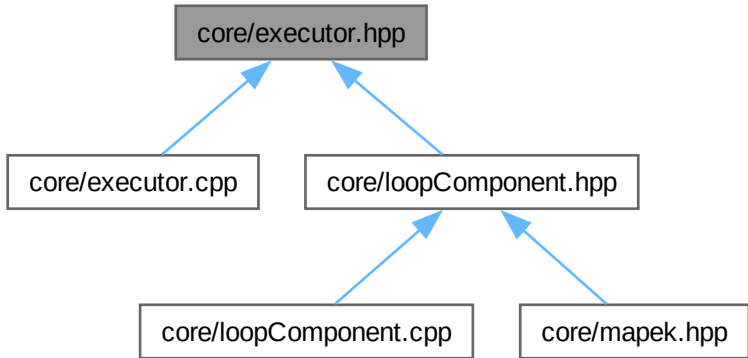 core/executor.hpp
core/executor.cpp
core/loopComponent.hpp
core/loopComponent.cpp
core/mapek.hpp